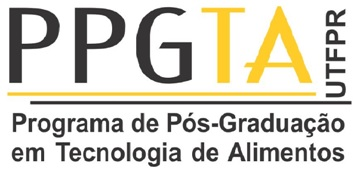 PPGTA
UTFPR
Programa de Pós-Graduação
em Tecnologia de Alimentos